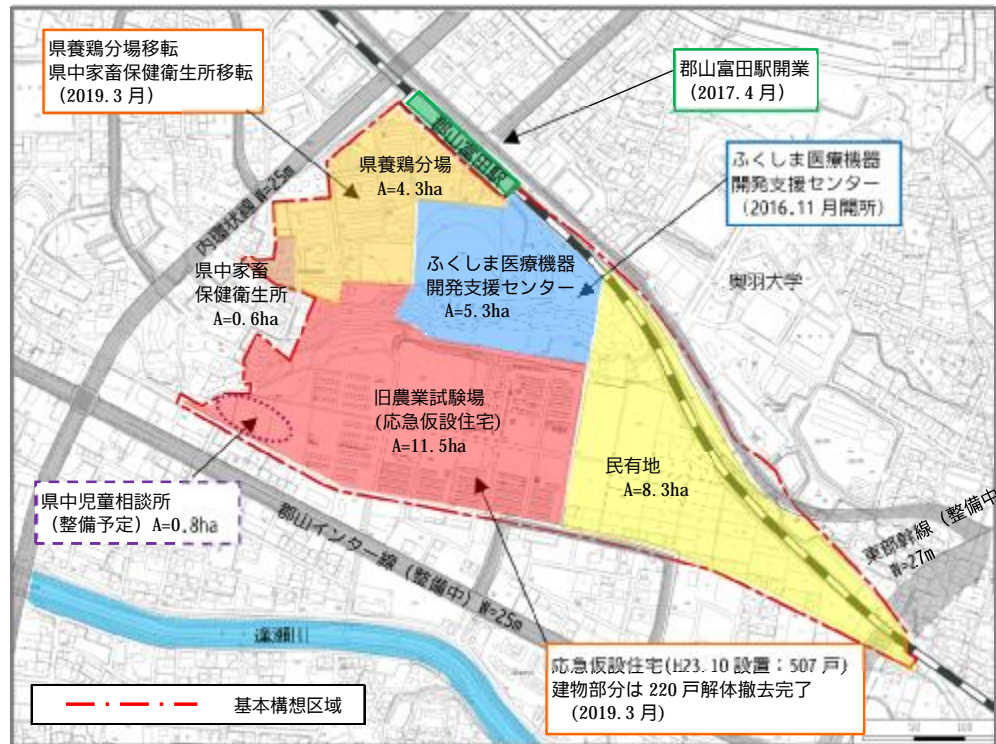 県養鶏分場移転
県中家畜保健衛生所移転
(2019.3月)
郡山富田駅開業
(2017.4月)
郡山富田駅
ふくしま医療機器
開発支援センター
(2016.11月開所)
県養鶏分場
A=4.3ha
内環状線 W=25m
ふくしま医療機器
開発支援センター
A=5.3ha
奥羽大学
県中家畜
保健衛生所
A=0.6ha
旧農業試験場
(応急仮設住宅)
A=11.5ha
民有地
A=8.3ha
県中児童相談所
(整備予定) A=0.8ha
郡山インター線 (整備中) W=25m
東部幹線 (整備中
W=27m
逢瀬川
応急仮設住宅(H23.10設置:507戸)
建物部分は220戸解体撤去完了
(2019.3月)
基本構想区域
50 100